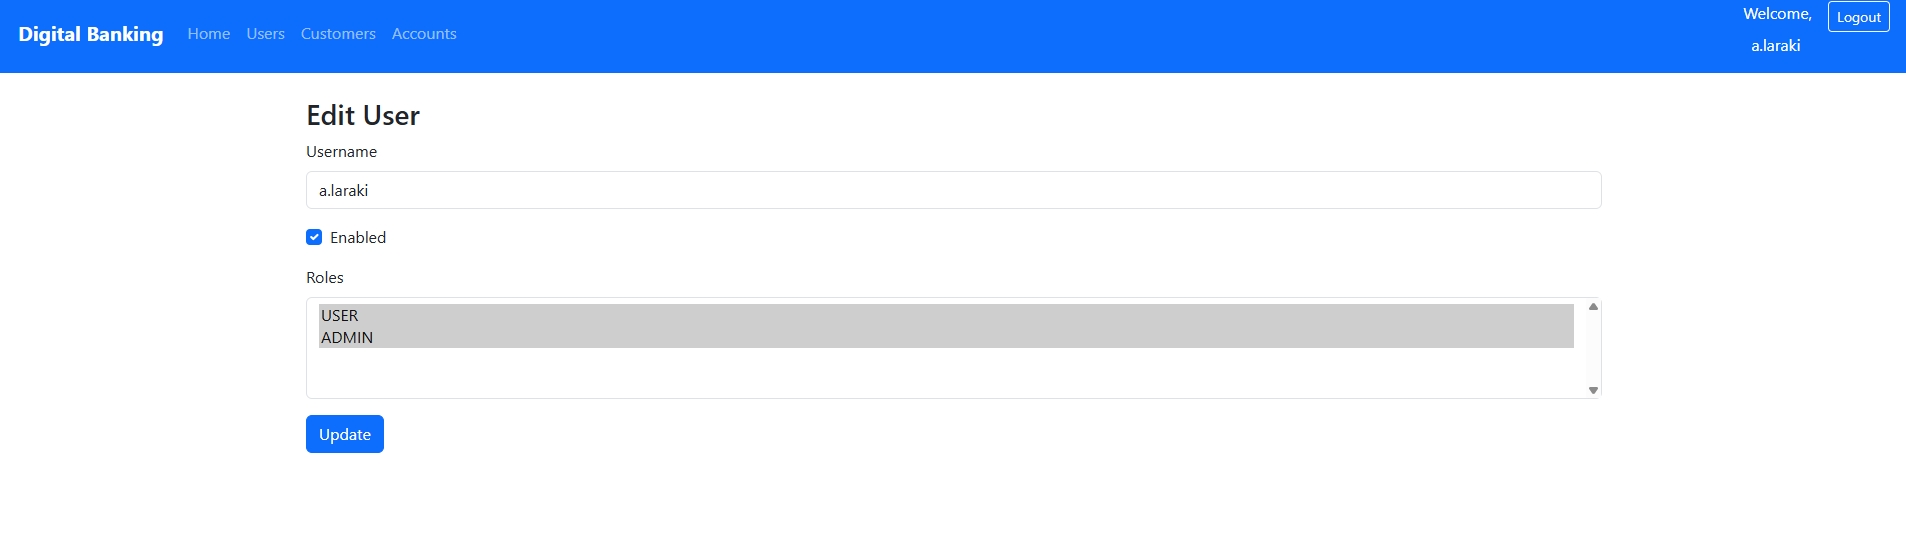 Digital Banking Home Users Customers Accounts
Welcome,
a.laraki
Logout
Edit User
Username
a.laraki
Enabled
Roles
USER
ADMIN
Update